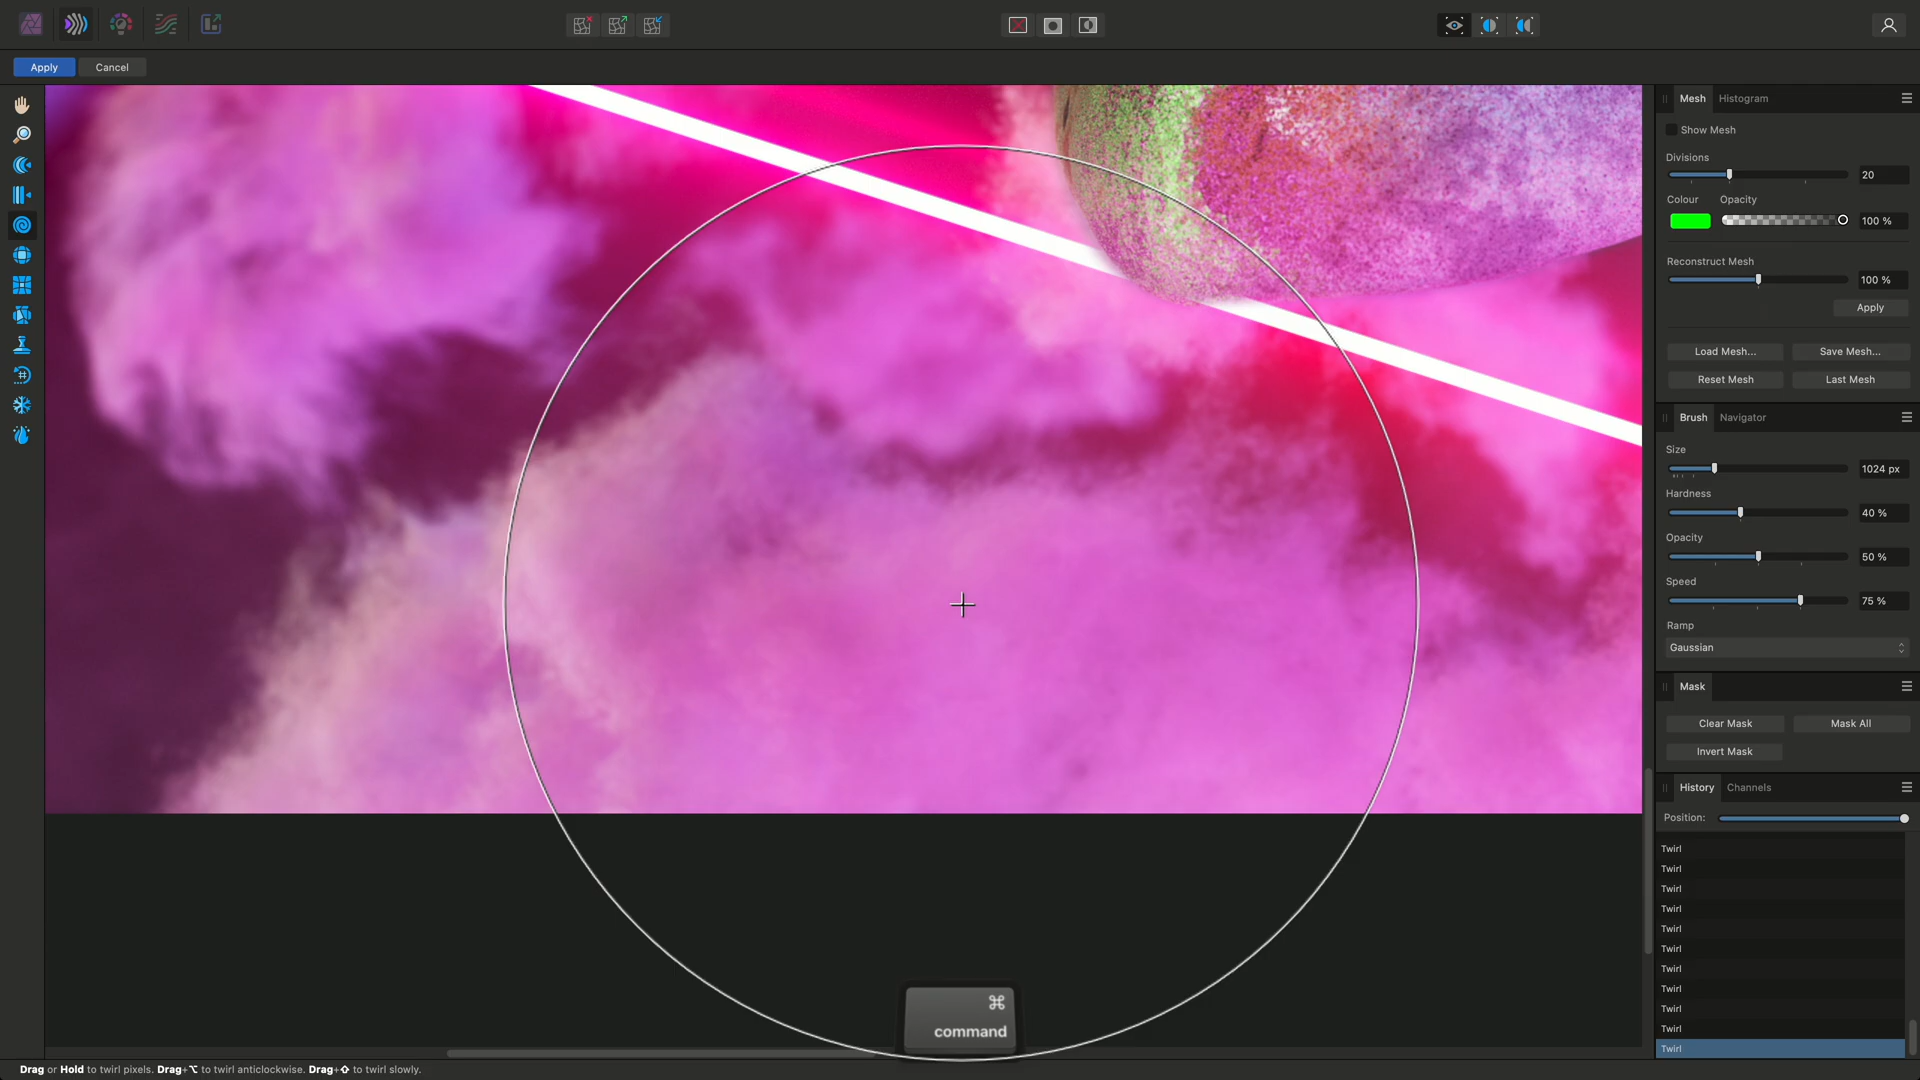 Apply Cancel
Mesh Histogram
Show Mesh
Divisions
20
Colour Opacity
100 %
Reconstruct Mesh
100 %
Apply
Load Mesh... Save Mesh...
Reset Mesh Last Mesh
Brush Navigator
Size
1024 px
Hardness
40 %
Opacity
50 %
Speed
75 %
Ramp
Gaussian
Mask
Clear Mask Mask All
Invert Mask
History Channels
Position:
Twirl
Twirl
Twirl
Twirl
Twirl
Twirl
Twirl
Twirl
Twirl
Twirl
Twirl
⌘
command
Drag or Hold to twirl pixels. Drag+⌥ to twirl anticlockwise. Drag+⇧ to twirl slowly.